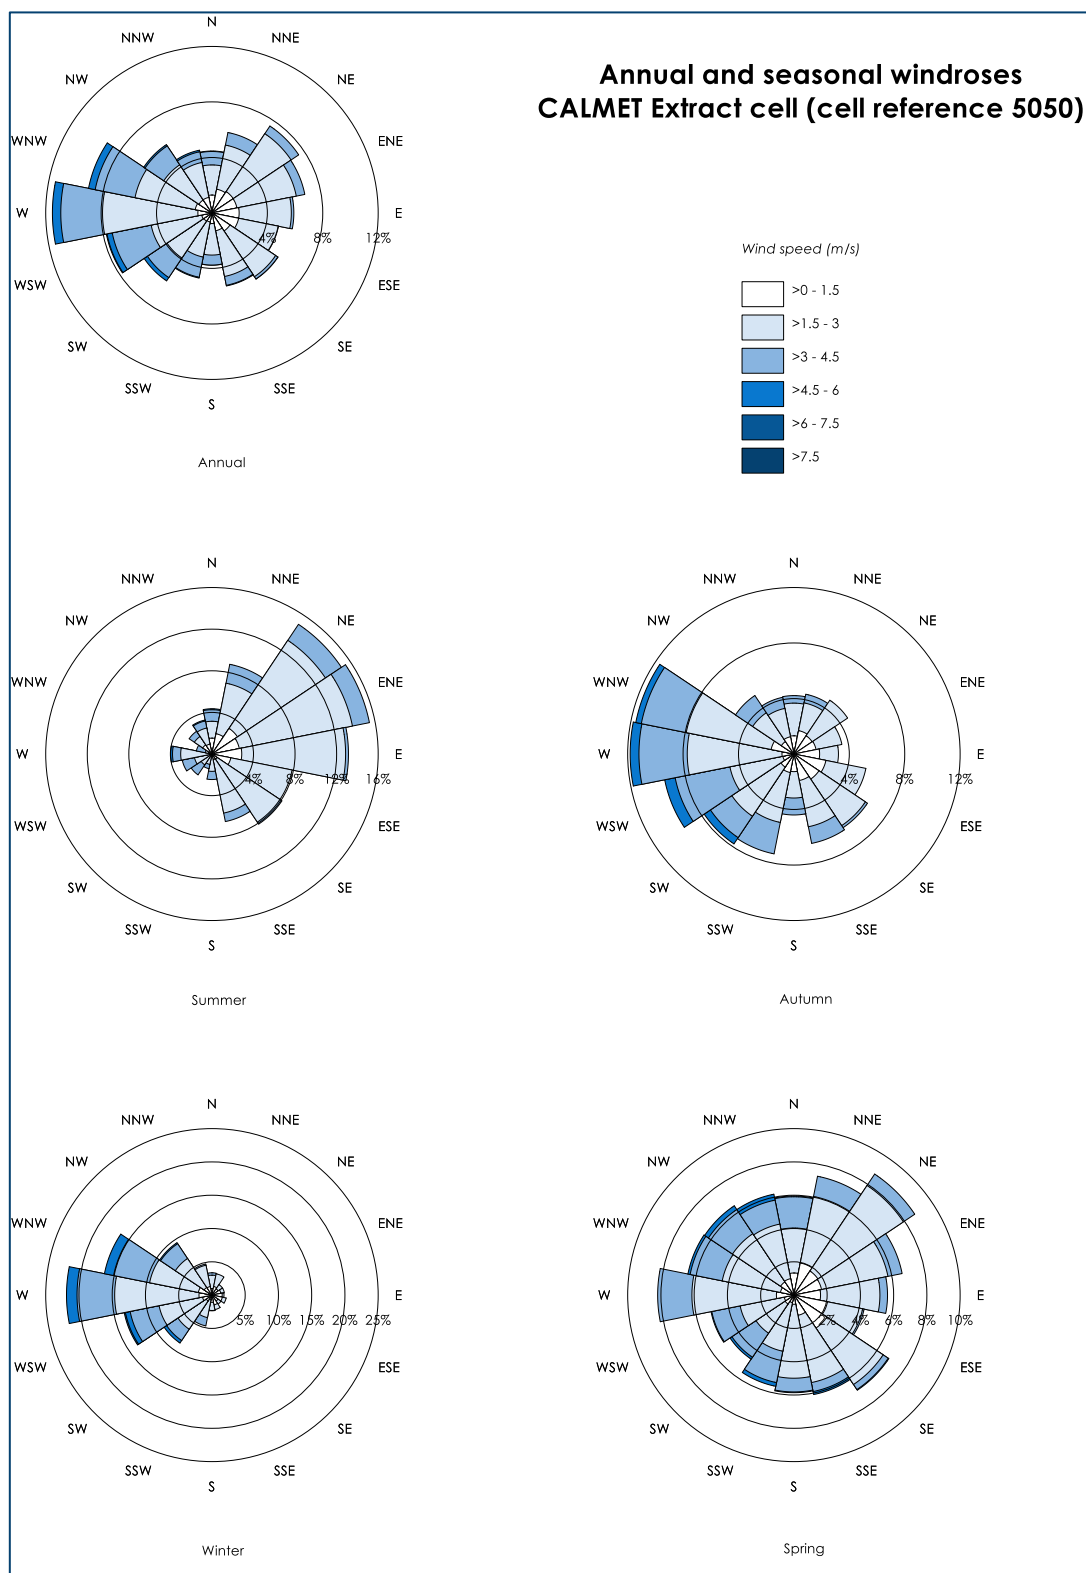 Annual and seasonal windroses
CALMET Extract cell (cell reference 5050)
N
NNW
NNE
NW
NE
WNW
ENE
W
E
4%
8%
12%
WSW
ESE
SW
SE
SSW
SSE
S
Annual
Wind speed (m/s)
>0 - 1.5
>1.5 - 3
>3 - 4.5
>4.5 - 6
>6 - 7.5
>7.5
N
NNW
NNE
NW
NE
WNW
ENE
W
E
4%
8%
12%
16%
WSW
ESE
SW
SE
SSW
SSE
S
Summer
N
NNW
NNE
NW
NE
WNW
ENE
W
E
4%
8%
12%
WSW
ESE
SW
SE
SSW
SSE
S
Autumn
N
NNW
NNE
NW
NE
WNW
ENE
W
E
5%
10%
15%
20%
25%
WSW
ESE
SW
SE
SSW
SSE
S
Winter
N
NNW
NNE
NW
NE
WNW
ENE
W
E
2%
4%
6%
8%
10%
WSW
ESE
SW
SE
SSW
SSE
S
Spring